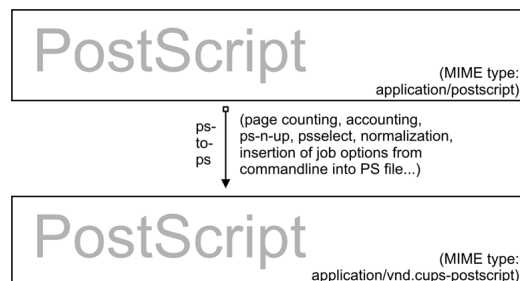 PostScript
(MIME type:
application/postscript)
ps-
to-
ps
(page counting, accounting,
ps-n-up, psselect, normalization,
insertion of job options from
commandline into PS file...)
PostScript
(MIME type:
application/vnd.cups-postscript)